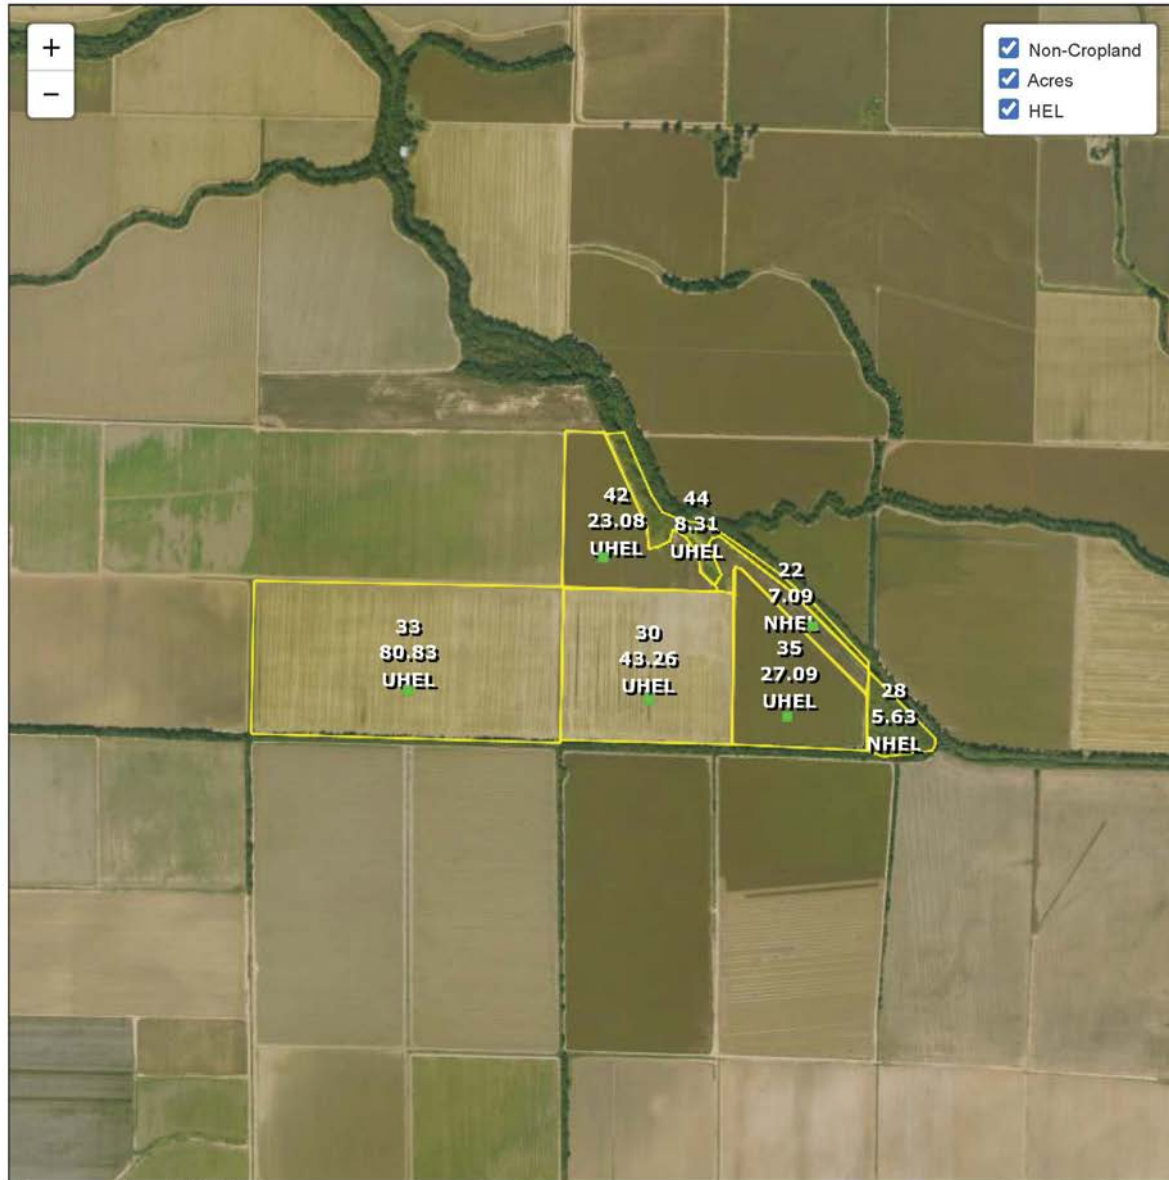 +
−
Non-Cropland
Acres
HEL
42
23.08
UHEL
44
8.31
UHEL
22
7.09
NHEL
33
80.83
UHEL
30
43.26
UHEL
35
27.09
UHEL
28
5.63
NHEL